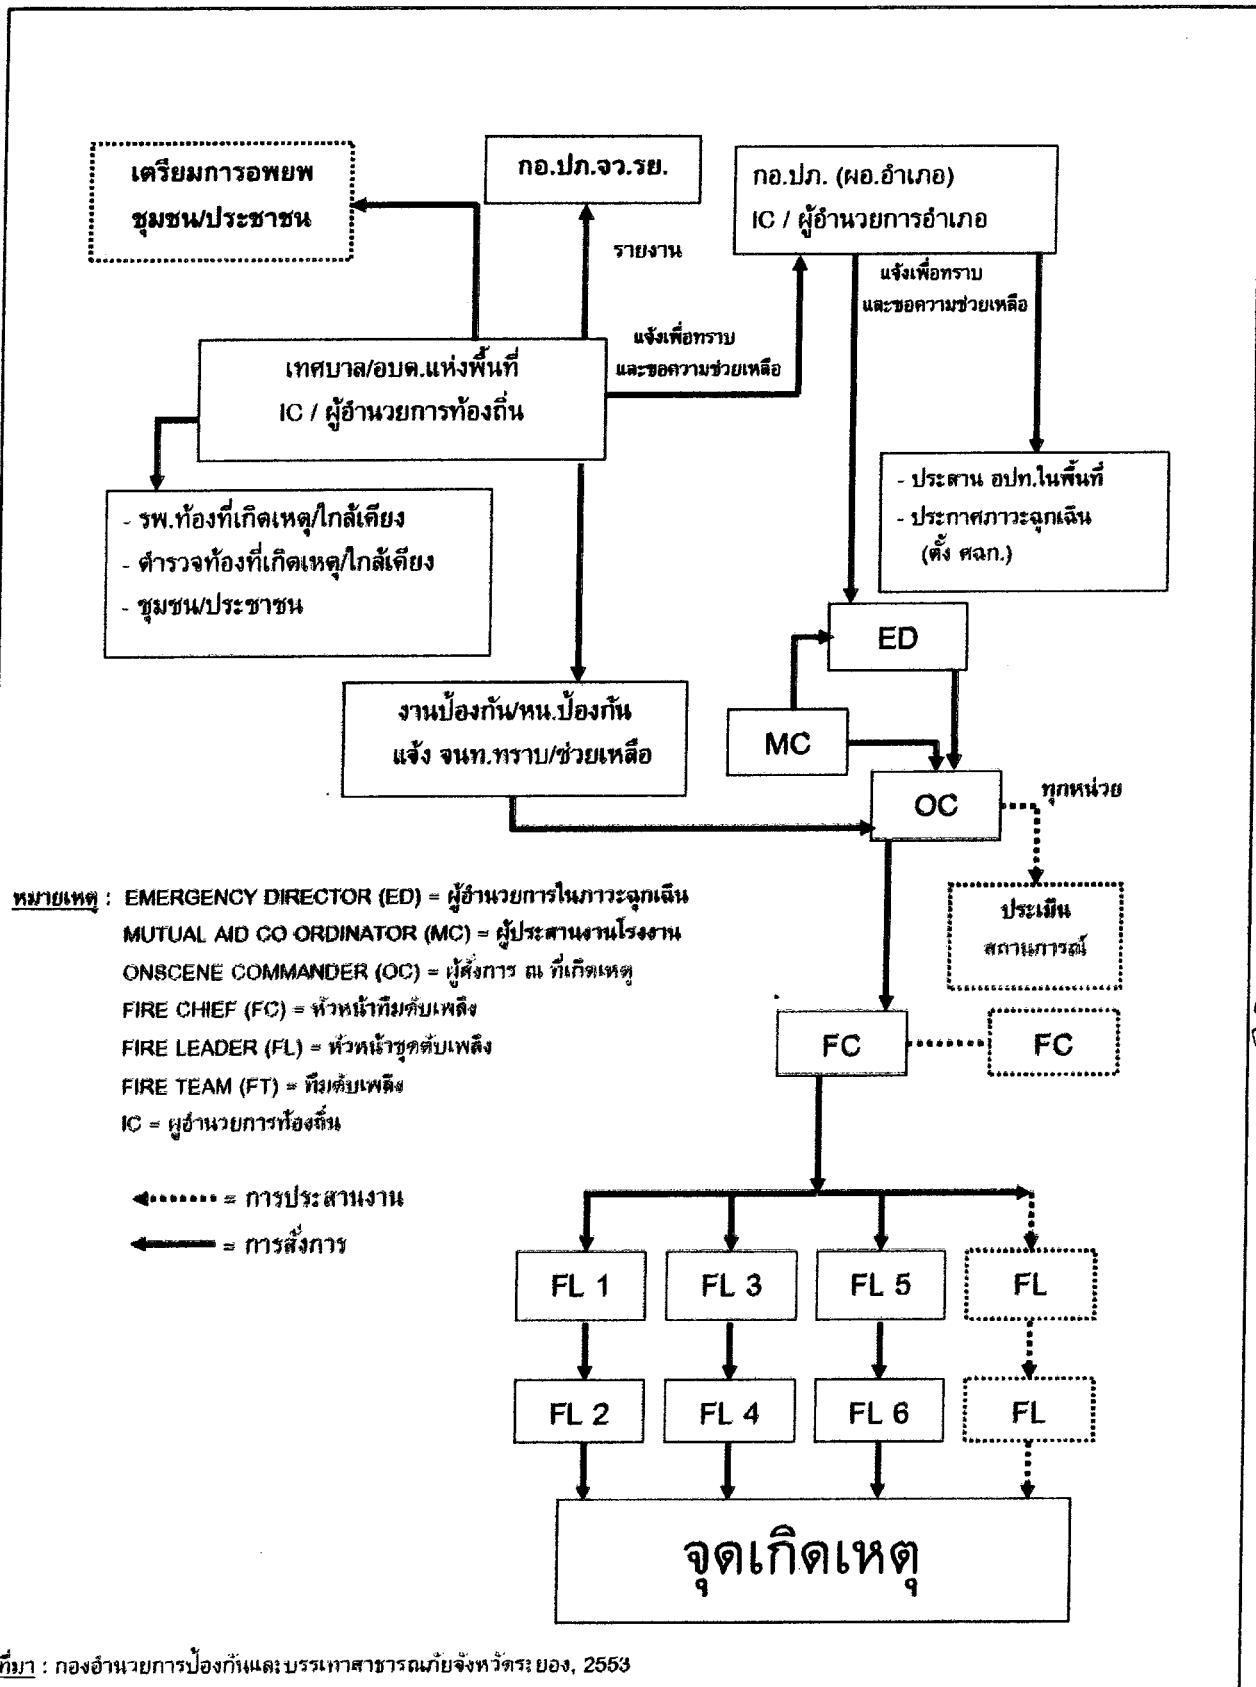 เตรียมการอพยพ
ชุมชน/ประชาชน
กอ.ปภ.จว.รย.
กอ.ปภ. (ผอ.อำเภอ)
IC / ผู้อำนวยการอำเภอ
รายงาน
แจ้งเพื่อทราบ
และขอความช่วยเหลือ
แจ้งเพื่อทราบ
และขอความช่วยเหลือ
เทศบาล/อบต.แห่งพื้นที่
IC / ผู้อำนวยการท้องถิ่น
- รพ.ท้องที่เกิดเหตุ/ใกล้เคียง
- ตำรวจท้องที่เกิดเหตุ/ใกล้เคียง
- ชุมชน/ประชาชน
- ประสาน อปท.ในพื้นที่
- ประกาศภาวะฉุกเฉิน
(ตั้ง ศฉก.)
ED
งานป้องกัน/หน.ป้องกัน
แจ้ง จนท.ทราบ/ช่วยเหลือ
MC
OC
ทุกหน่วย
ประเมิน
สถานการณ์
หมายเหตุ : EMERGENCY DIRECTOR (ED) = ผู้อำนวยการในภาวะฉุกเฉิน
MUTUAL AID CO ORDINATOR (MC) = ผู้ประสานงานโรงงาน
ONSCENE COMMANDER (OC) = ผู้สั่งการ ณ ที่เกิดเหตุ
FIRE CHIEF (FC) = หัวหน้าทีมดับเพลิง
FIRE LEADER (FL) = หัวหน้าชุดดับเพลิง
FIRE TEAM (FT) = ทีมดับเพลิง
IC = ผู้อำนวยการท้องถิ่น
FC
FC
= การประสานงาน
= การสั่งการ
FL 1
FL 3
FL 5
FL
FL 2
FL 4
FL 6
FL
จุดเกิดเหตุ
ที่มา : กองอำนวยการป้องกันและบรรเทาสาธารณภัยจังหวัดระยอง, 2553